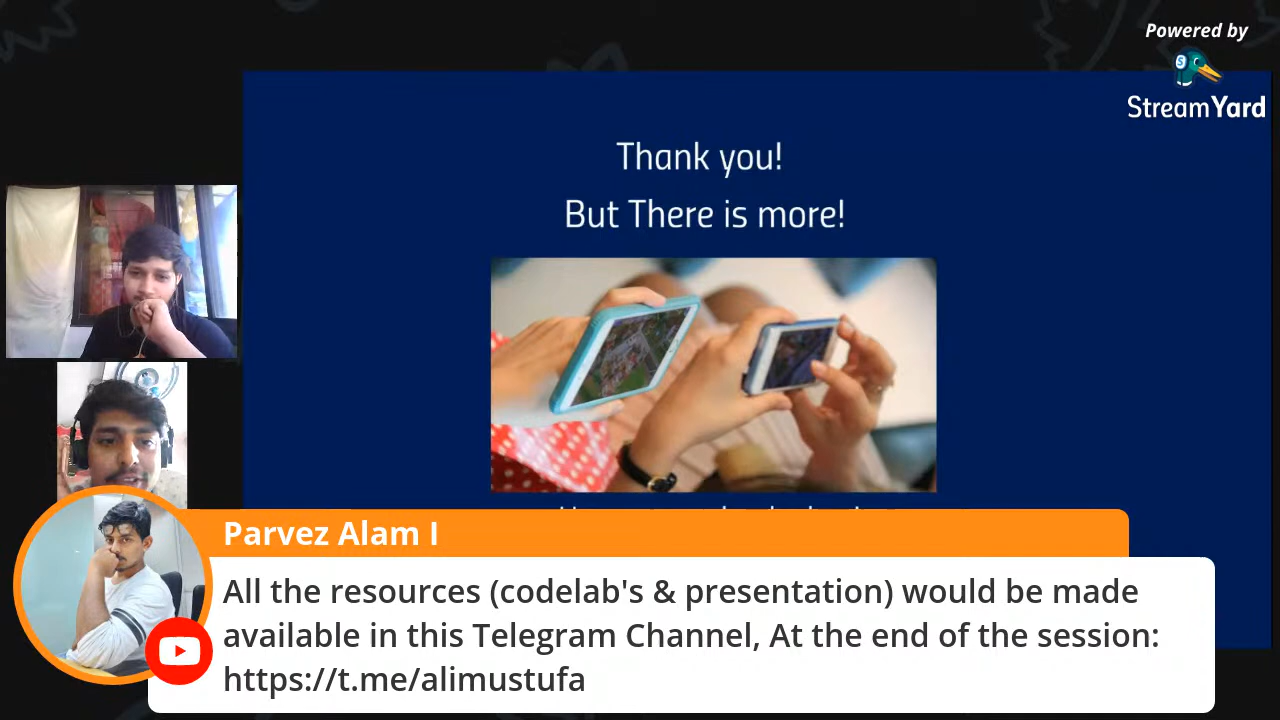 Powered by
StreamYard
Thank you!
But There is more!
Parvez Alam I
All the resources (codelab's & presentation) would be made
available in this Telegram Channel, At the end of the session:
https://t.me/alimustufa